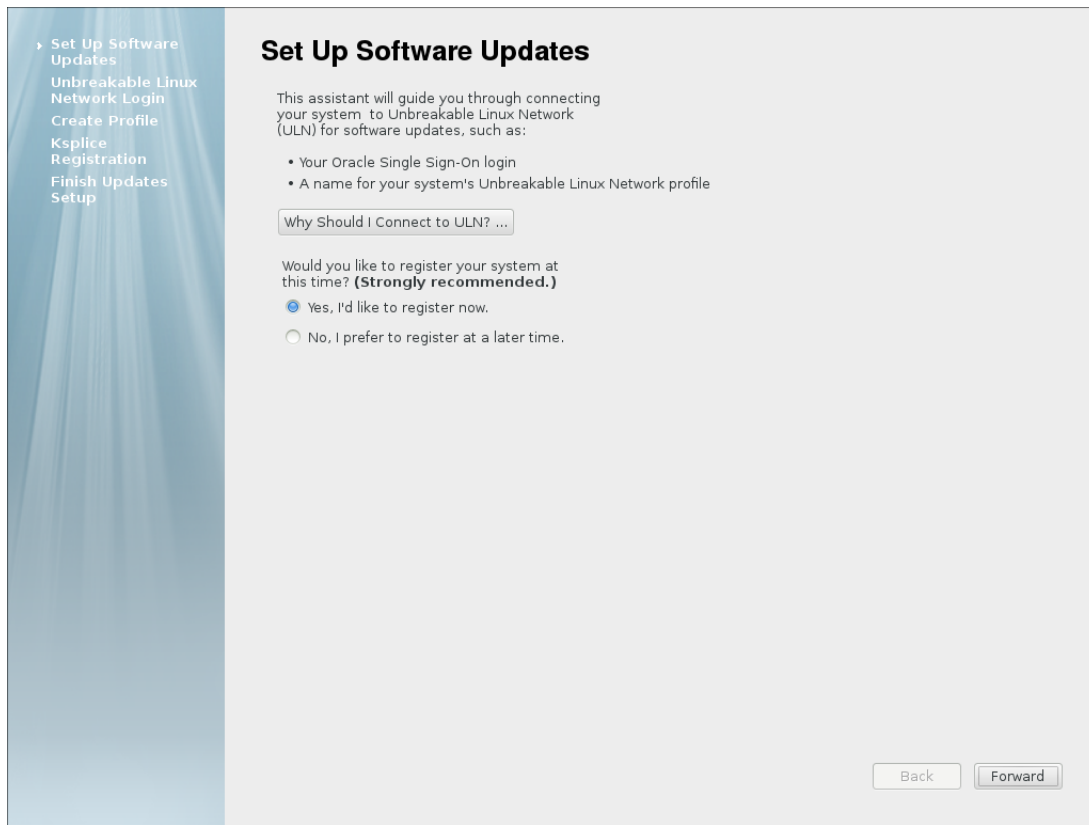 Set Up Software
Updates
Unbreakable Linux
Network Login
Create Profile
Ksplice
Registration
Finish Updates
Setup
Set Up Software Updates
This assistant will guide you through connecting
your system  to Unbreakable Linux Network
(ULN) for software updates, such as:
• Your Oracle Single Sign-On login
• A name for your system's Unbreakable Linux Network profile
Why Should I Connect to ULN? ...
Would you like to register your system at
this time? (Strongly recommended.)
Yes, I'd like to register now.
No, I prefer to register at a later time.
Back
Forward